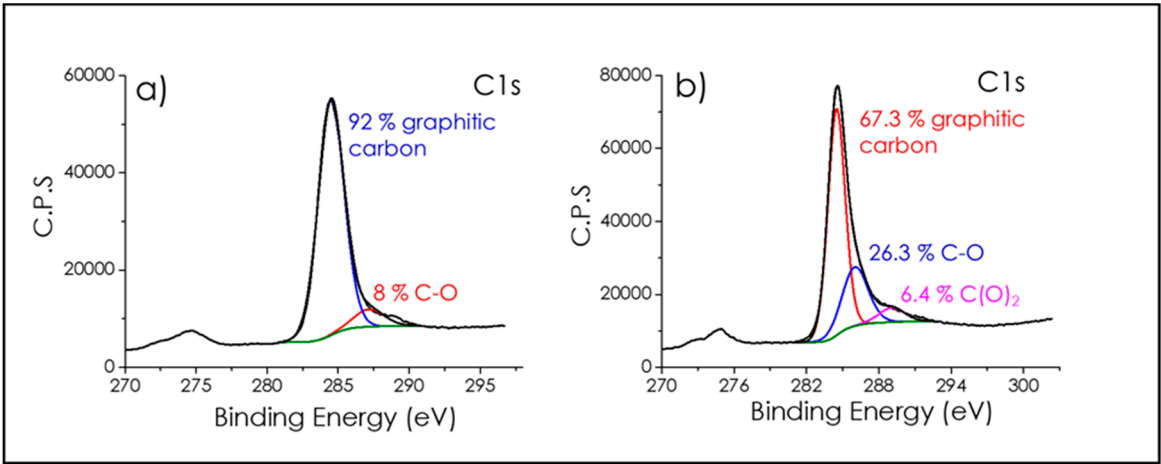 a)
C1s
60000
40000
20000
0
92 % graphitic
carbon
8 % C-O
C.P.S
270 275 280 285 290 295
Binding Energy (eV)
b)
C1s
80000
60000
40000
20000
0
67.3 % graphitic
carbon
26.3 % C-O
6.4 % C(O)₂
C.P.S
270 276 282 288 294 300
Binding Energy (eV)